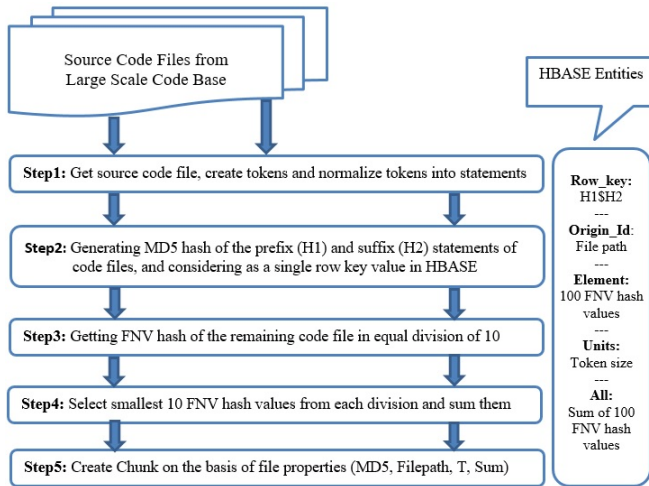 Source Code Files from
Large Scale Code Base
HBASE Entities
Step1: Get source code file, create tokens and normalize tokens into statements
Step2: Generating MD5 hash of the prefix (H1) and suffix (H2) statements of
code files, and considering as a single row key value in HBASE
Step3: Getting FNV hash of the remaining code file in equal division of 10
Step4: Select smallest 10 FNV hash values from each division and sum them
Step5: Create Chunk on the basis of file properties (MD5, Filepath, T, Sum)
Row_key:
H1$H2
---
Origin_Id:
File path
---
Element:
100 FNV hash
values
---
Units:
Token size
---
All:
Sum of 100
FNV hash
values